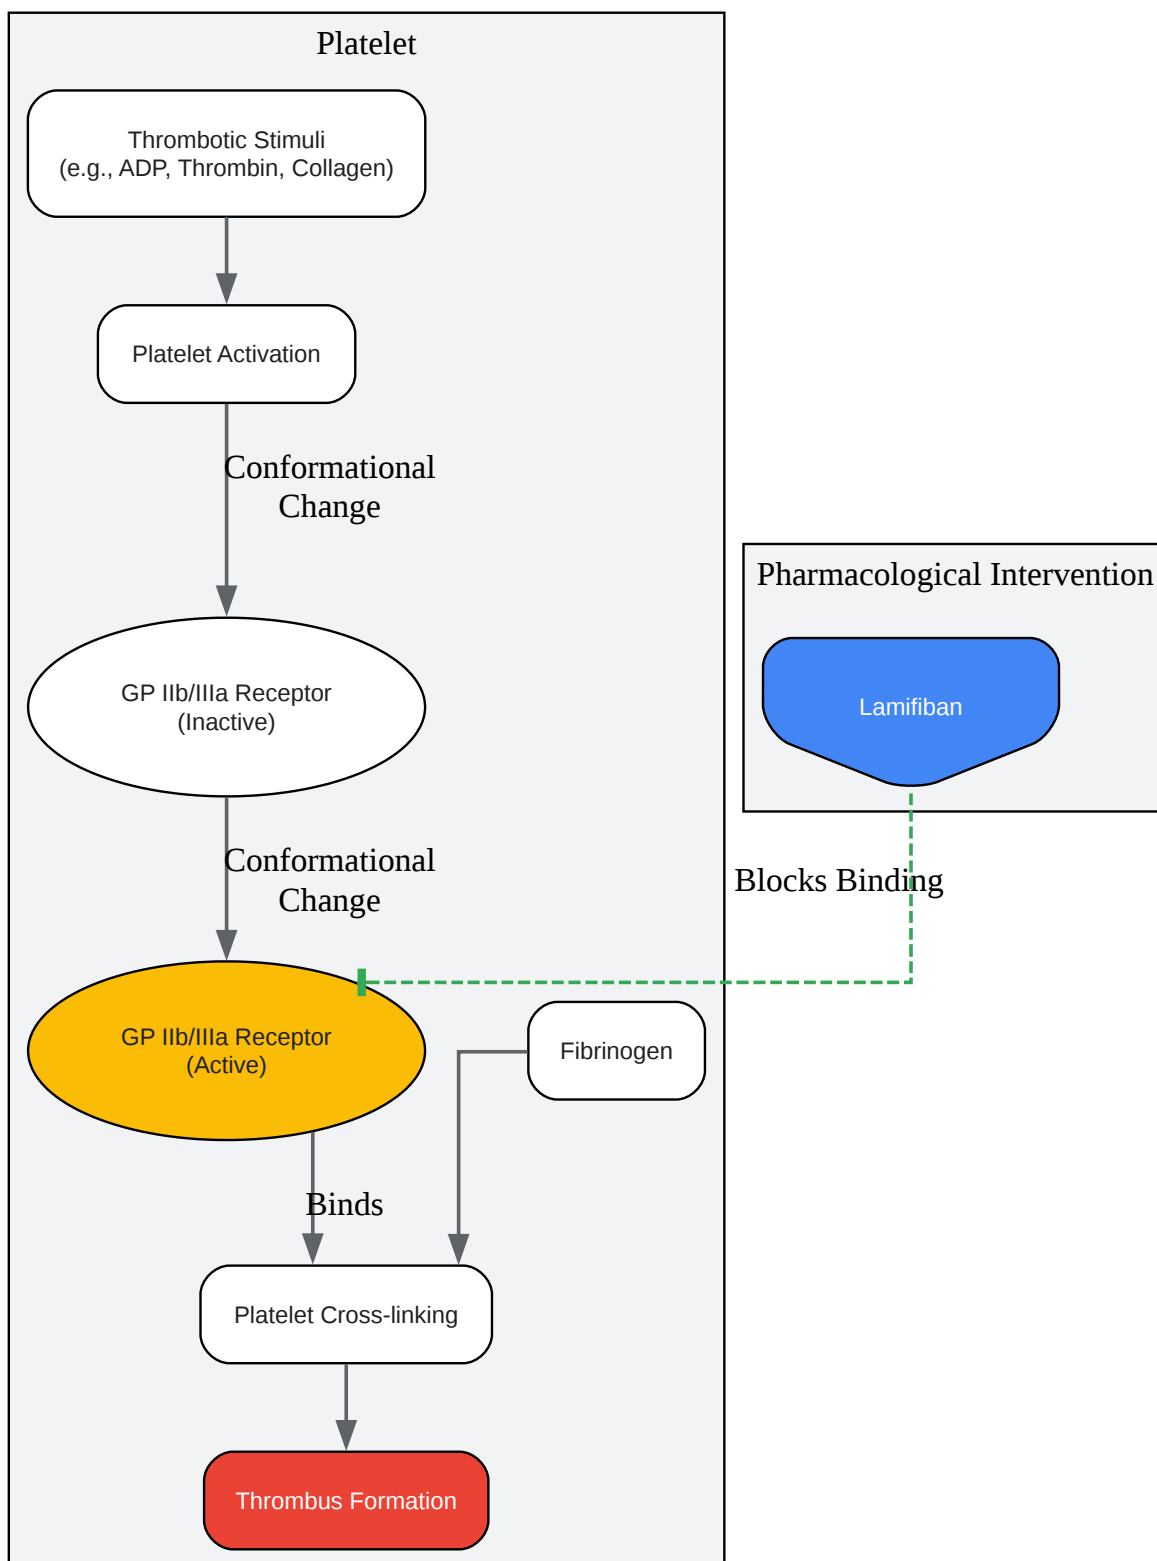 Platelet
Thrombotic Stimuli
(e.g., ADP, Thrombin, Collagen)
Platelet Activation
Conformational
Change
Pharmacological Intervention
GP IIb/IIIa Receptor
(Inactive)
Lamifiban
Conformational
Change
Blocks Binding
GP IIb/IIIa Receptor
(Active)
Fibrinogen
Binds
Platelet Cross-linking
Thrombus Formation